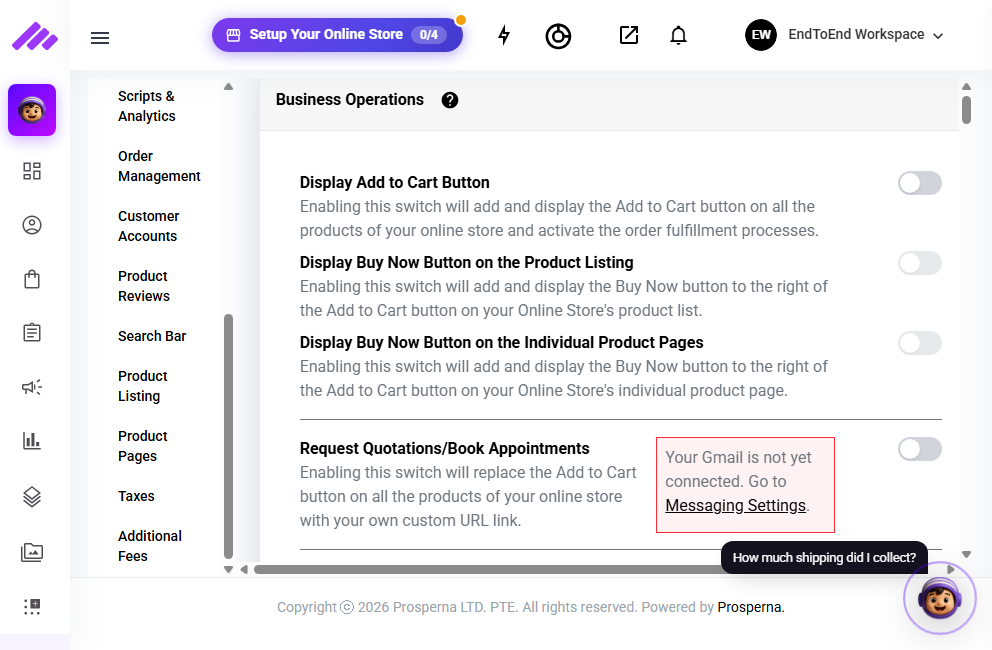 Setup Your Online Store 0/4
EW EndToEnd Workspace
Scripts &
Analytics
Order
Management
Customer
Accounts
Product
Reviews
Search Bar
Product
Listing
Product
Pages
Taxes
Additional
Fees
Business Operations ?
Display Add to Cart Button
Enabling this switch will add and display the Add to Cart button on all the
products of your online store and activate the order fulfillment processes.
Display Buy Now Button on the Product Listing
Enabling this switch will add and display the Buy Now button to the right of
the Add to Cart button on your Online Store's product list.
Display Buy Now Button on the Individual Product Pages
Enabling this switch will add and display the Buy Now button to the right of
the Add to Cart button on your Online Store's individual product page.
Request Quotations/Book Appointments
Enabling this switch will replace the Add to Cart
button on all the products of your online store
with your own custom URL link.
Your Gmail is not yet
connected. Go to
Messaging Settings.
How much shipping did I collect?
Copyright © 2026 Prosperna LTD. PTE. All rights reserved. Powered by Prosperna.